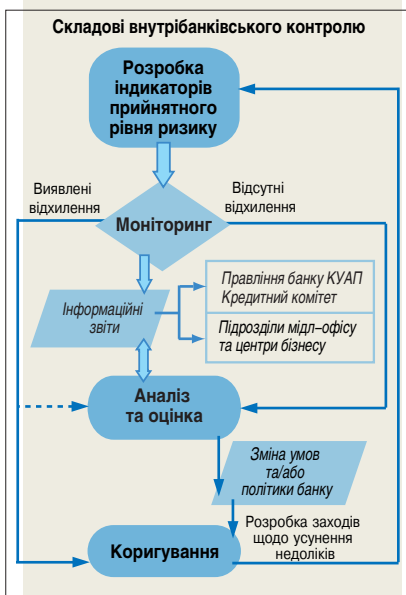 Складові внутрібанківського контролю
Розробка
індикаторів
прийнятного
рівня ризику
Виявлені
відхилення
Відсутні
відхилення
Моніторинг
Інформаційні
звіти
Правління банку КУАП
Кредитний комітет
Підрозділи мідл–офісу
та центри бізнесу
Аналіз
та оцінка
Зміна умов
та/або
політики банку
Розробка заходів
щодо усунення
недоліків
Коригування